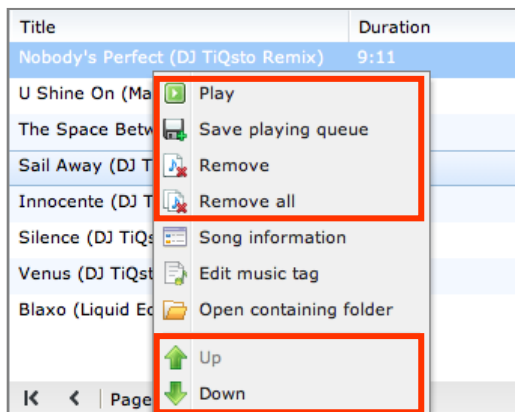 Title Duration
Nobody's Perfect (DJ TiQsto Remix) 9:11
U Shine On (Ma
Play
The Space Betw
Save playing queue
Sail Away (DJ T
Remove
Innocente (DJ T
Remove all
Silence (DJ TiQs
Song information
Venus (DJ TiQst
Edit music tag
Blaxo (Liquid Ed
Open containing folder
Up
Page
Down